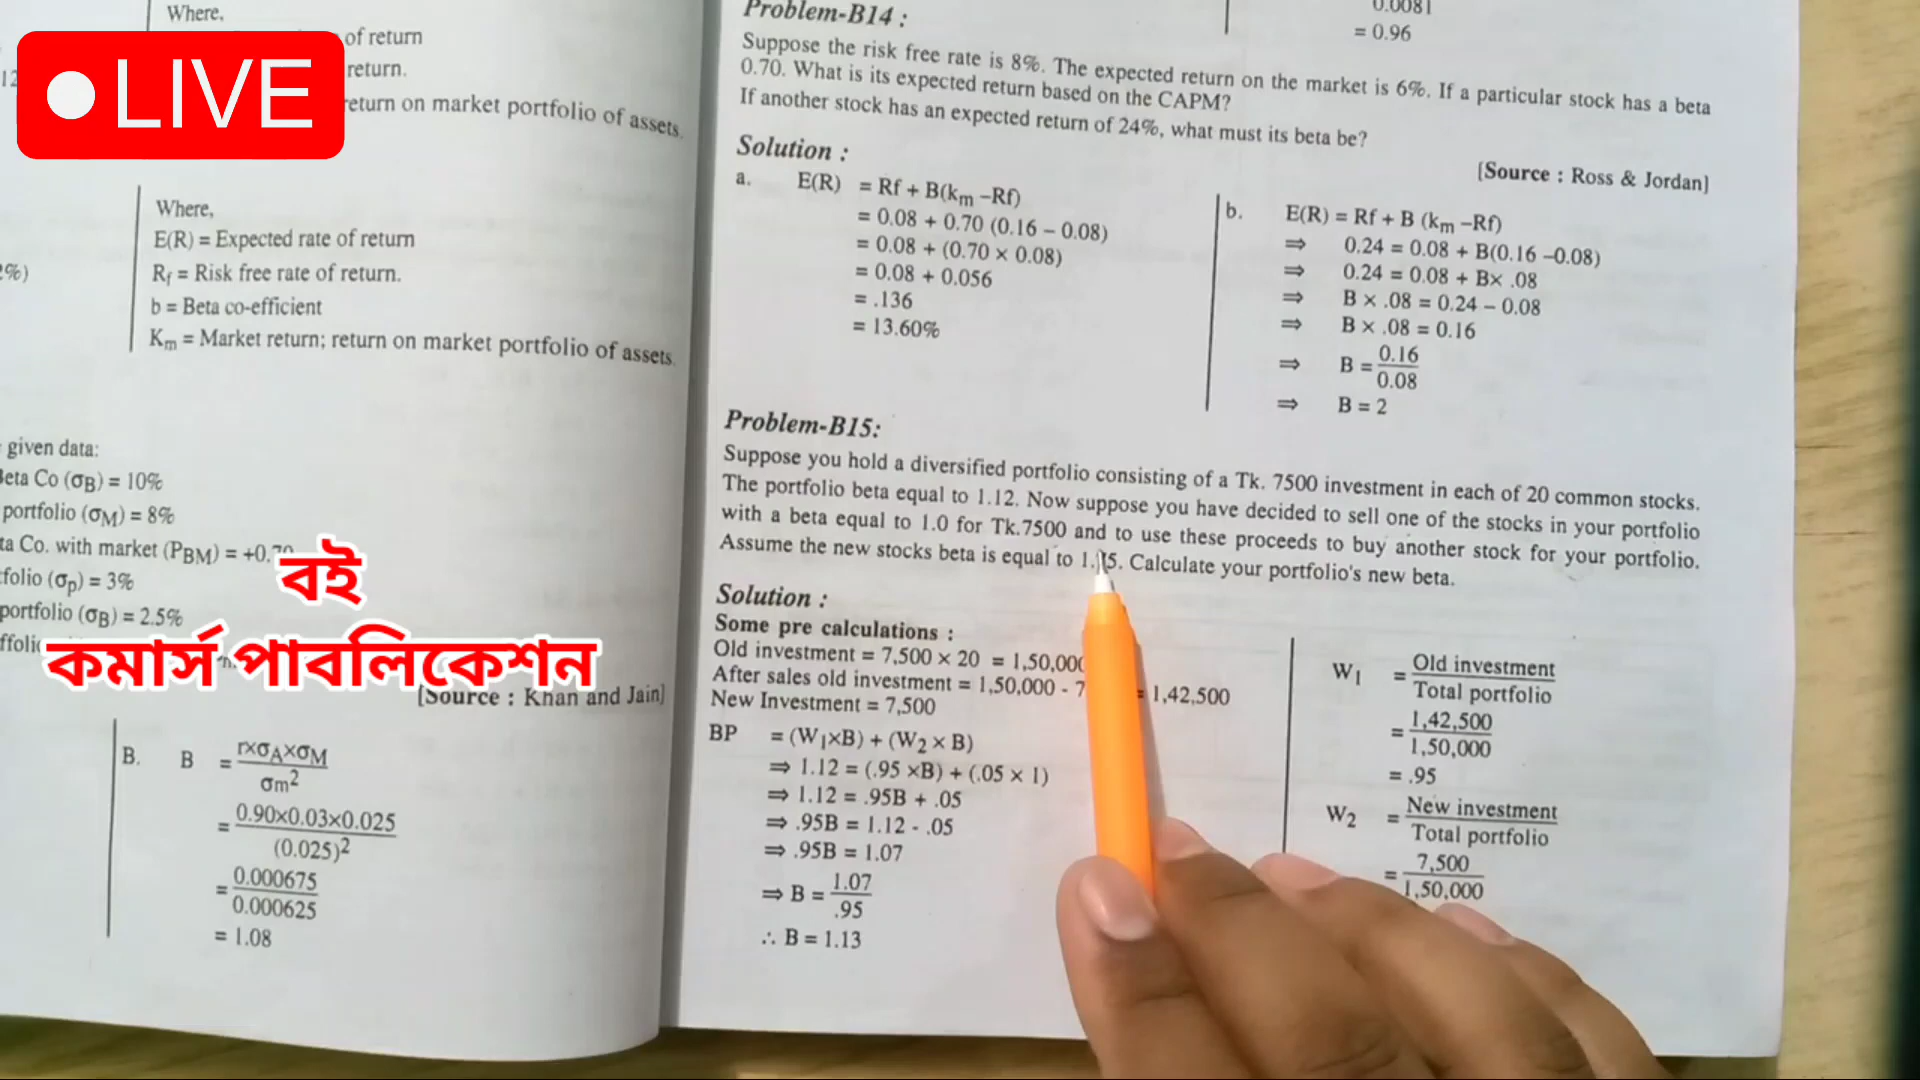 Where,
of return
return.
return on market portfolio of assets.
12
LIVE
Where,
E(R) = Expected rate of return
Rf = Risk free rate of return.
b = Beta co-efficient
Km = Market return; return on market portfolio of assets.
2%)
given data:
Beta Co (σB) = 10%
portfolio (σM) = 8%
ta Co. with market (PBM) = +0.70
folio (σp) = 3%
portfolio (σB) = 2.5%
বই
কমার্স পাবলিকেশন
[Source : Khan and Jain]
B. B = r×σA×σM
σm²
= 0.90×0.03×0.025
(0.025)²
= 0.000675
0.000625
= 1.08
0.0081
= 0.96
Problem-B14 :
Suppose the risk free rate is 8%. The expected return on the market is 6%. If a particular stock has a beta
0.70. What is its expected return based on the CAPM?
If another stock has an expected return of 24%, what must its beta be?
[Source : Ross & Jordan]
Solution :
a. E(R) = Rf + B(km –Rf)
= 0.08 + 0.70 (0.16 – 0.08)
= 0.08 + (0.70 × 0.08)
= 0.08 + 0.056
= .136
= 13.60%
b. E(R) = Rf + B (km –Rf)
⇒ 0.24 = 0.08 + B(0.16 –0.08)
⇒ 0.24 = 0.08 + B× .08
⇒ B × .08 = 0.24 – 0.08
⇒ B × .08 = 0.16
⇒ B = 0.16
0.08
⇒ B = 2
Problem-B15:
Suppose you hold a diversified portfolio consisting of a Tk. 7500 investment in each of 20 common stocks.
The portfolio beta equal to 1.12. Now suppose you have decided to sell one of the stocks in your portfolio
with a beta equal to 1.0 for Tk.7500 and to use these proceeds to buy another stock for your portfolio.
Assume the new stocks beta is equal to Calculate your portfolio's new beta.
Solution :
Some pre calculations :
Old investment = 7,500 × 20 = 1,50,000
After sales old investment = 1,50,000 - 7 = 1,42,500
New Investment = 7,500
BP = (W1×B) + (W2 × B)
⇒ 1.12 = (.95 ×B) + (.05 × 1)
⇒ 1.12 = .95B + .05
⇒ .95B = 1.12 - .05
⇒ .95B = 1.07
⇒ B = 1.07
.95
∴ B = 1.13
W1 = Old investment
Total portfolio
= 1,42,500
1,50,000
= .95
W2 = New investment
Total portfolio
= 7,500
1,50,000